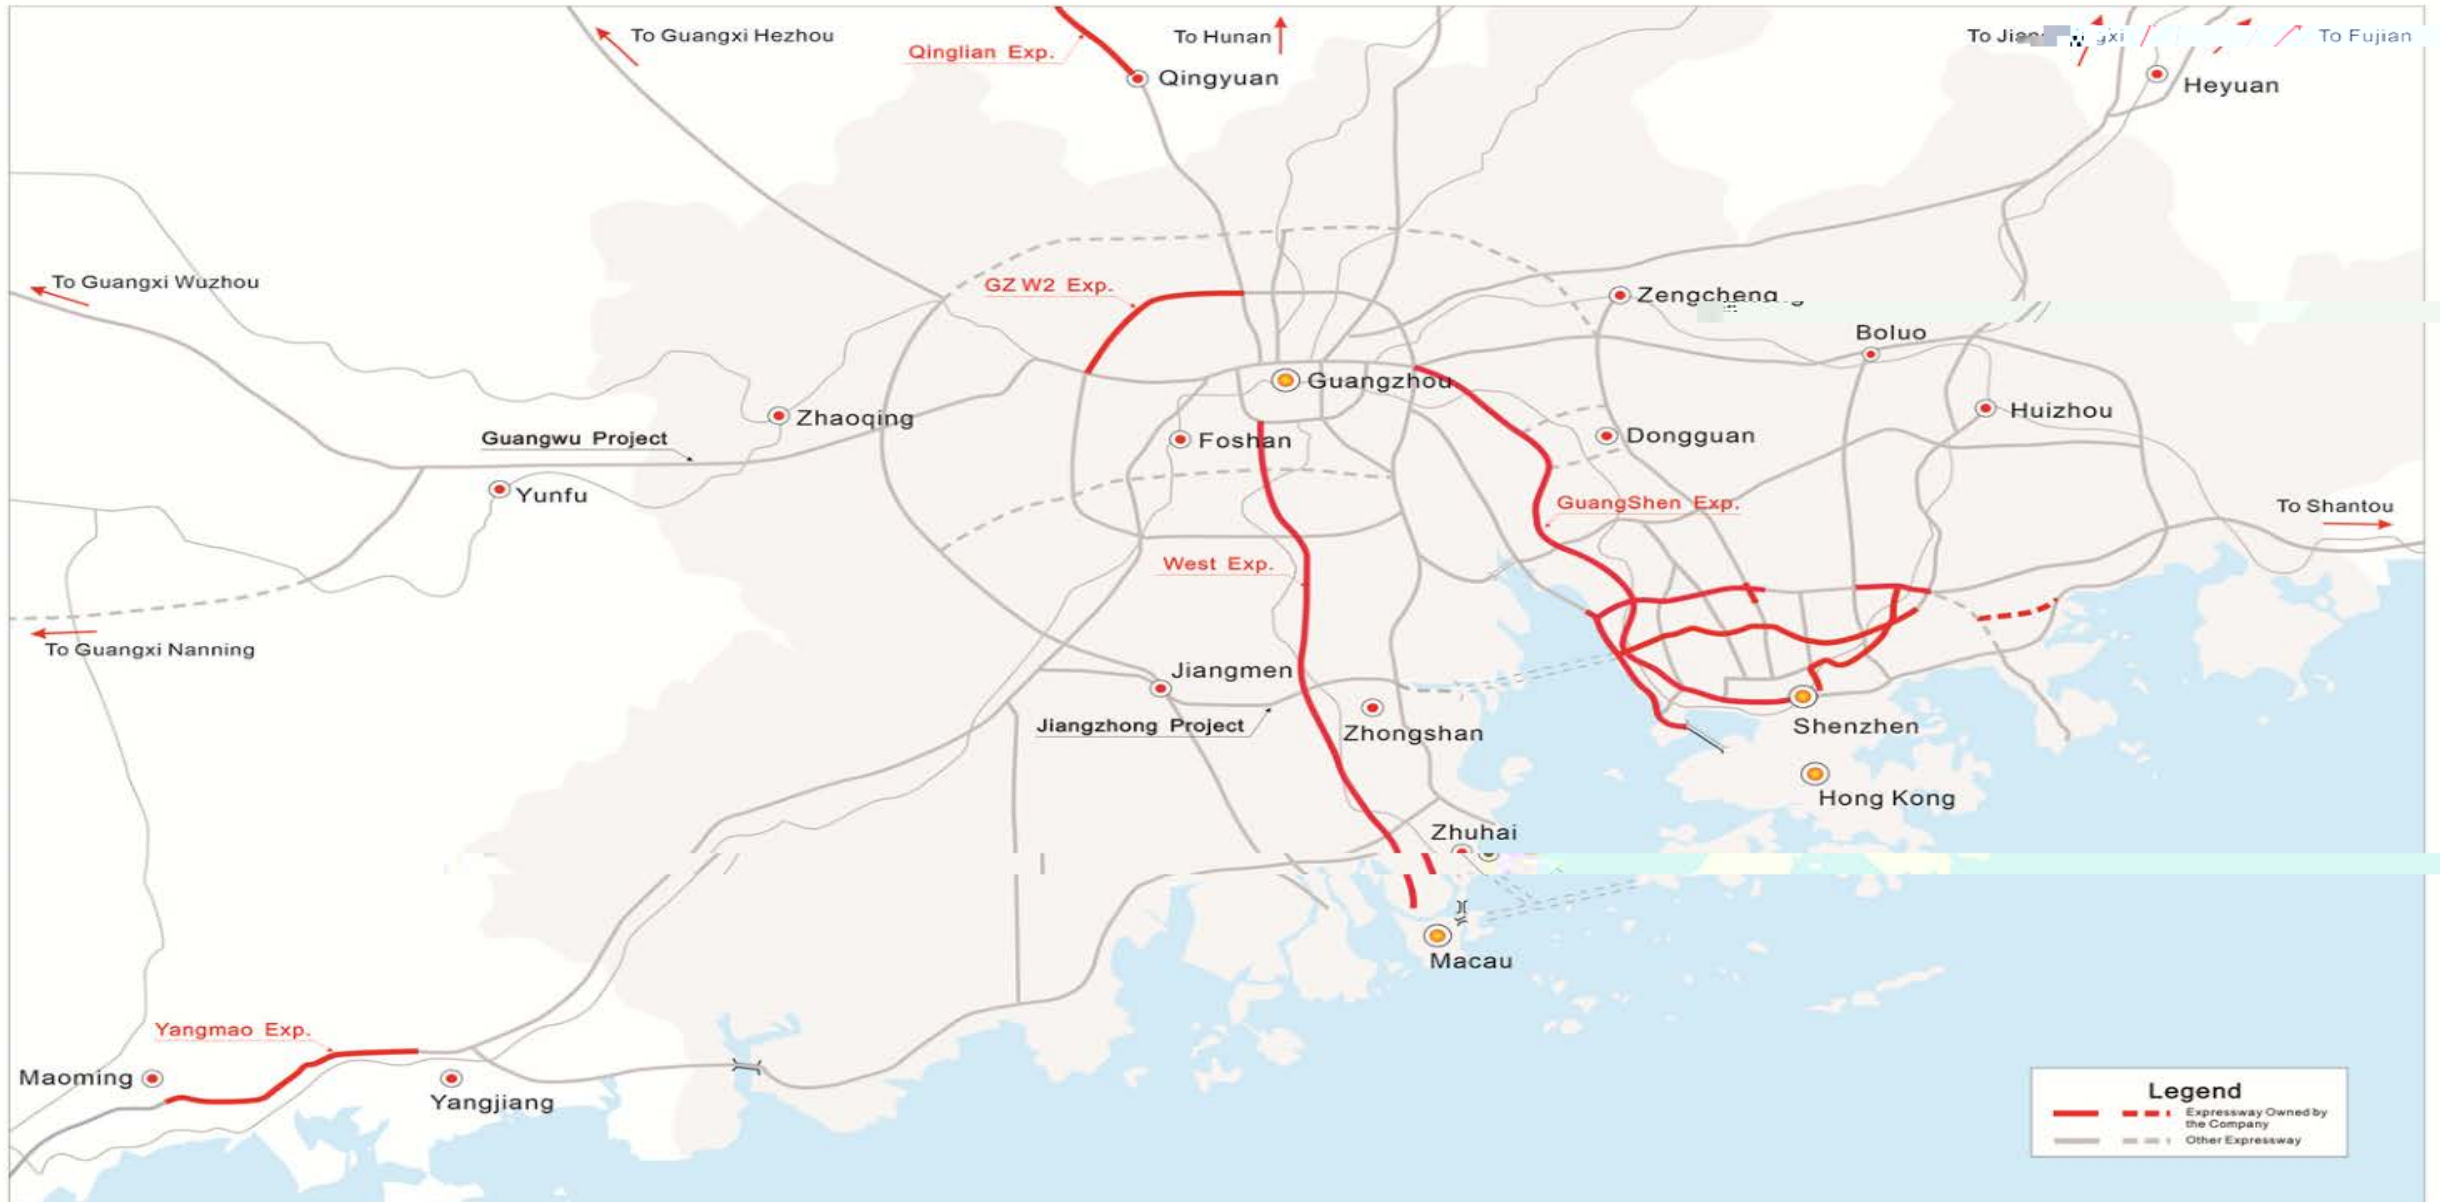 To Guangxi Hezhou
Qinglian Exp.
To Hunan
To Fujian
Qingyuan
Heyuan
To Guangxi Wuzhou
GZ W2 Exp.
Zengcheng
Boluo
Guangzhou
Zhaoqing
Huizhou
Guangwu Project
Foshan
Dongguan
Yunfu
GuangShen Exp.
To Shantou
West Exp.
To Guangxi Nanning
Jiangmen
Jiangzhong Project
Zhongshan
Shenzhen
Hong Kong
Zhuhai
Macau
Yangmao Exp.
Maoming
Yangjiang
Legend
Expressway Owned by
the Company
Other Expressway